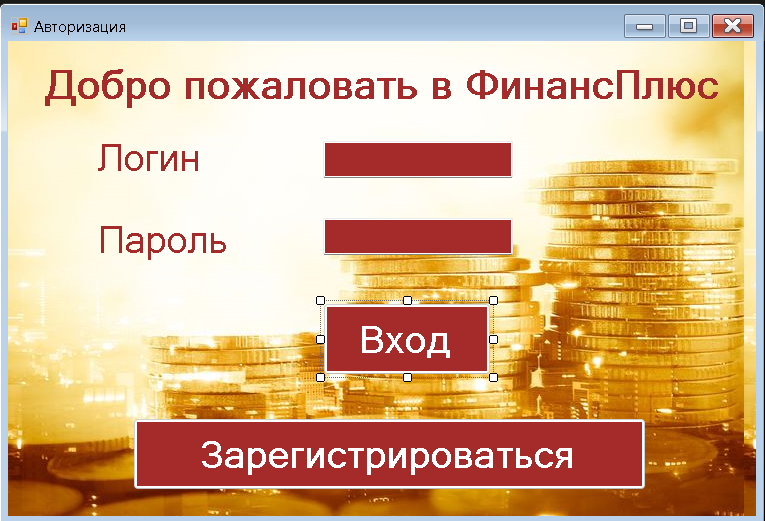 Авторизация
Добро пожаловать в ФинансПлюс
Логин
Пароль
Вход
Зарегистрироваться